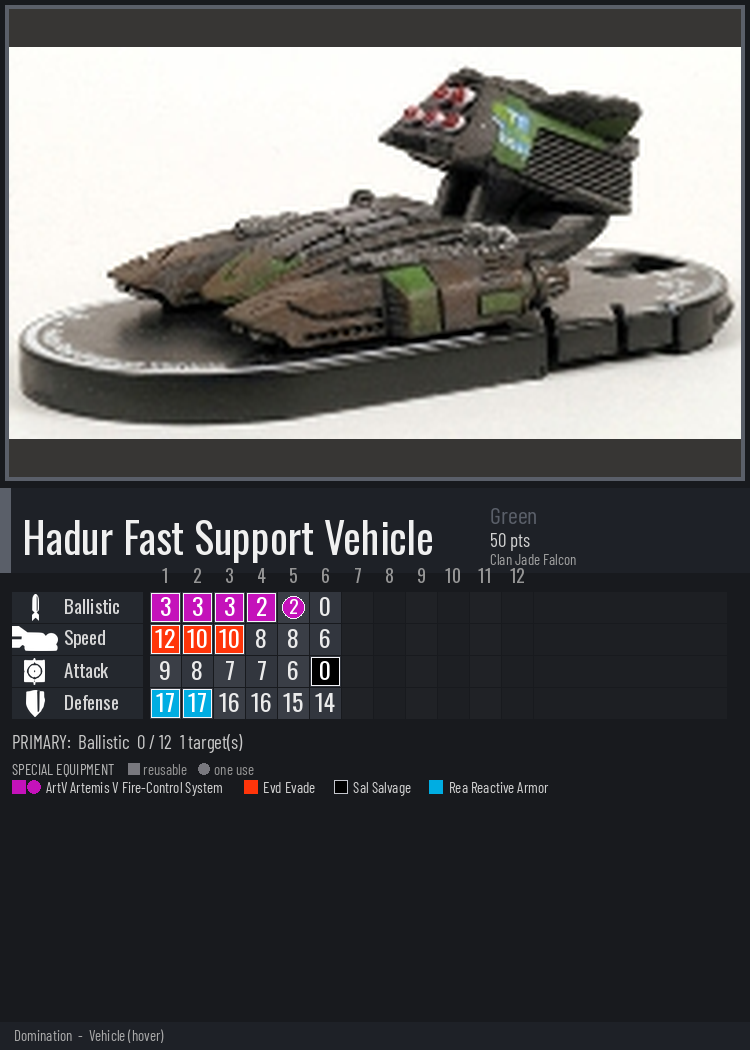 Hadur Fast Support Vehicle
Green
50 pts
Clan Jade Falcon
1 2 3 4 5 6 7 8 9 10 11 12
Ballistic 3 3 3 2 2 0
Speed 12 10 10 8 8 6
Attack 9 8 7 7 6 0
Defense 17 17 16 16 15 14
PRIMARY: Ballistic 0 / 12 1 target(s)
SPECIAL EQUIPMENT reusable one use
ArtV Artemis V Fire-Control System Evd Evade Sal Salvage Rea Reactive Armor
Domination - Vehicle (hover)